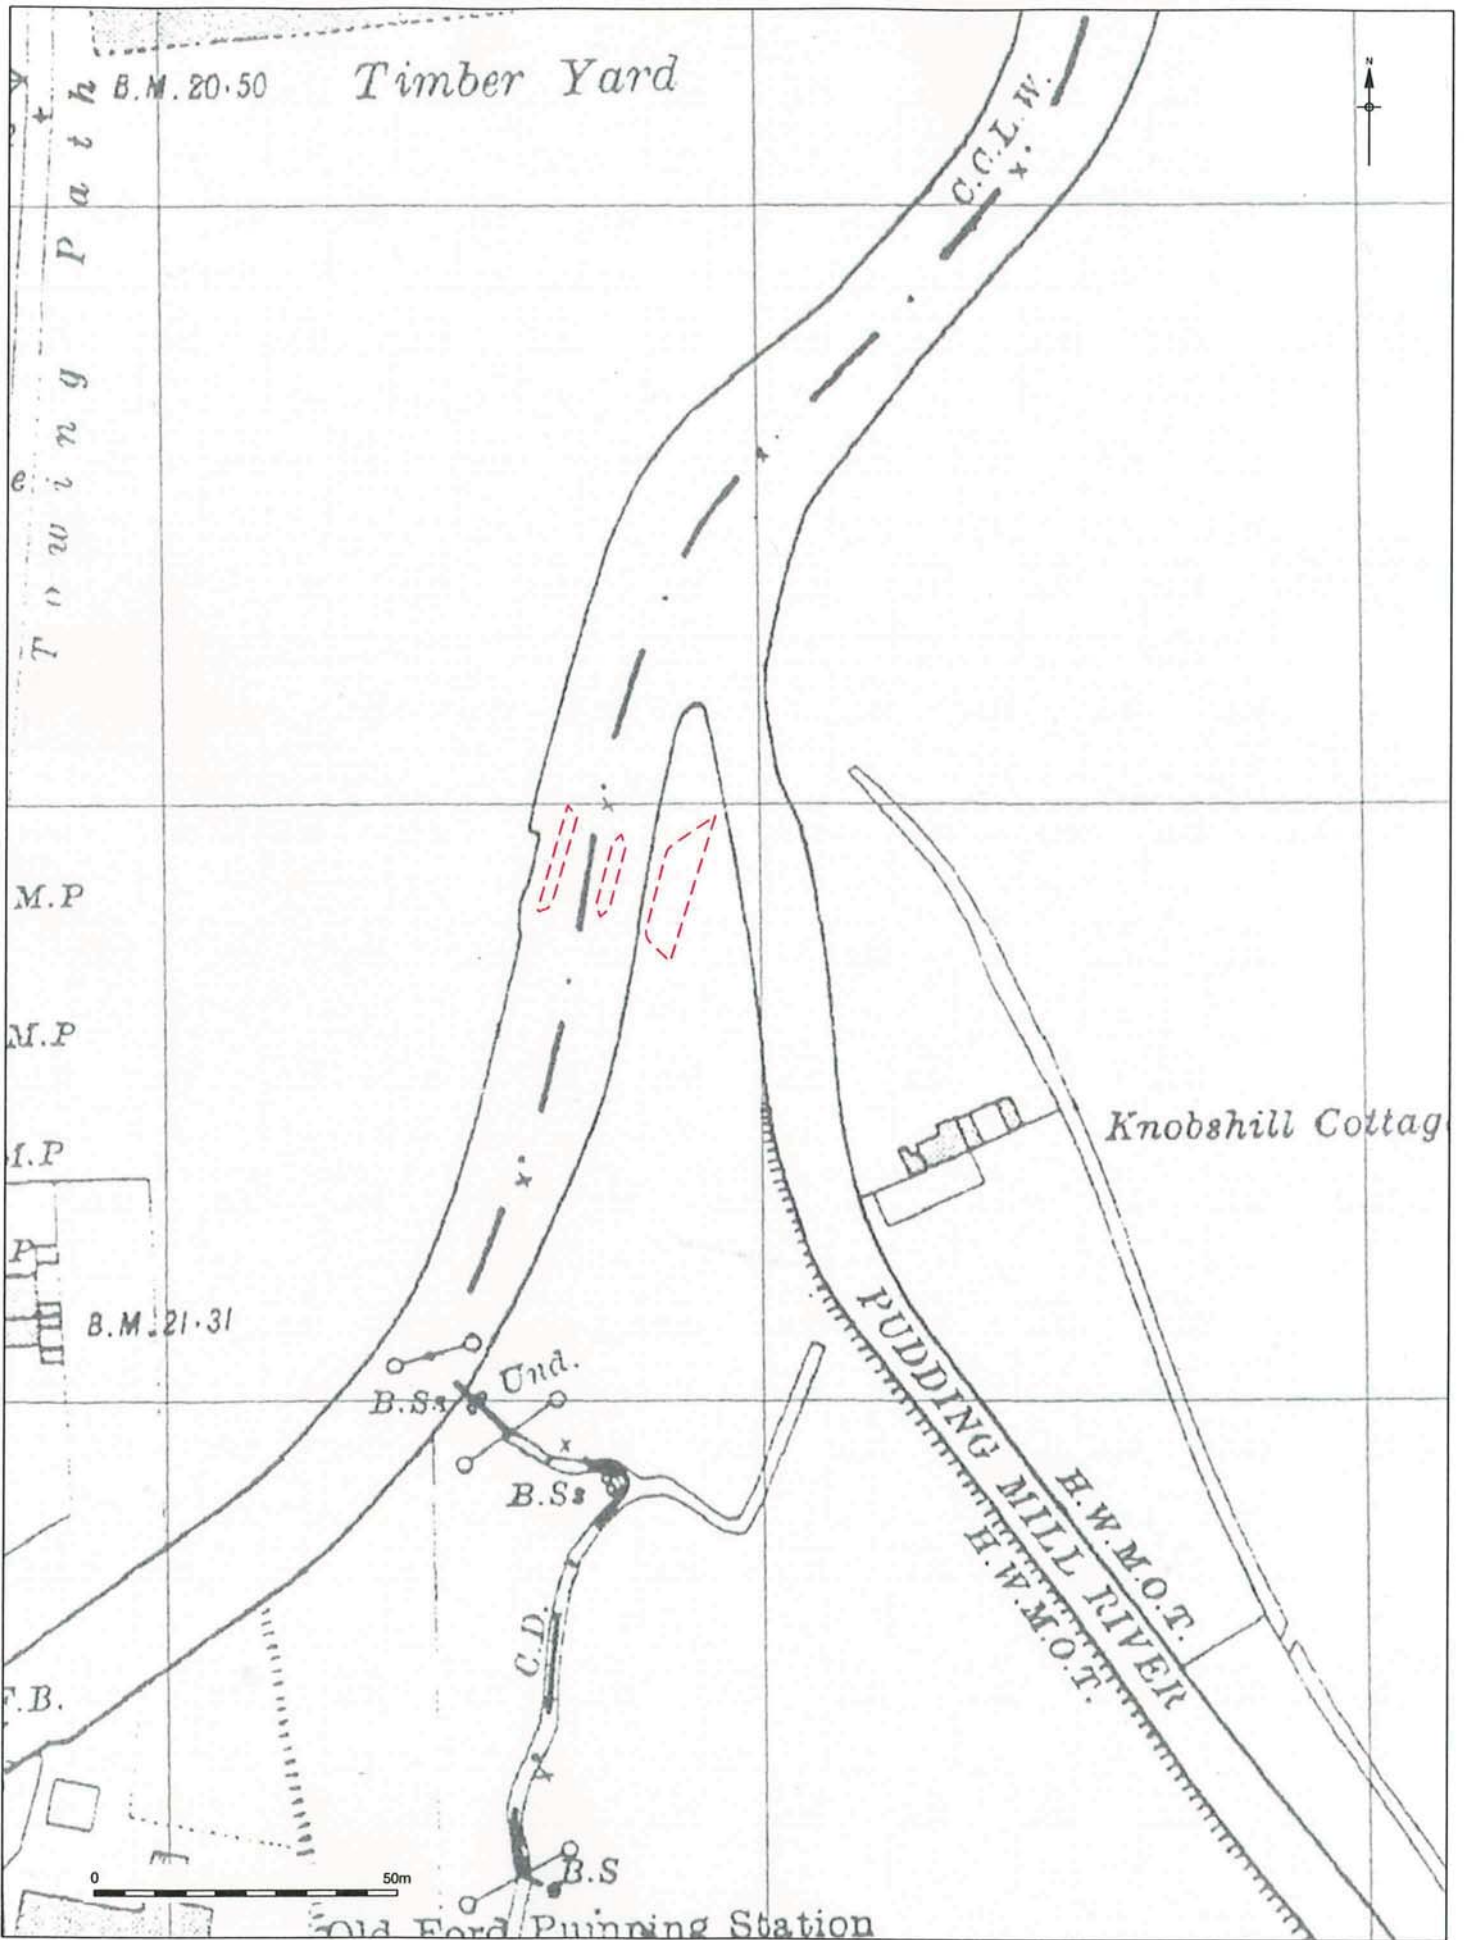 N
B.M. 20·50
Timber Yard
Towing Path
C.C.L.W.
e
M.P
M.P
M.P
P
B.M. 21·31
Knobshill Cottag
Und.
B.Ss
B.Ss
PUDDING MILL RIVER
H.W.M.O.T.
H.W.M.O.T.
C.D.
F.B.
0 50m
B.S
Old Ford Pumping Station